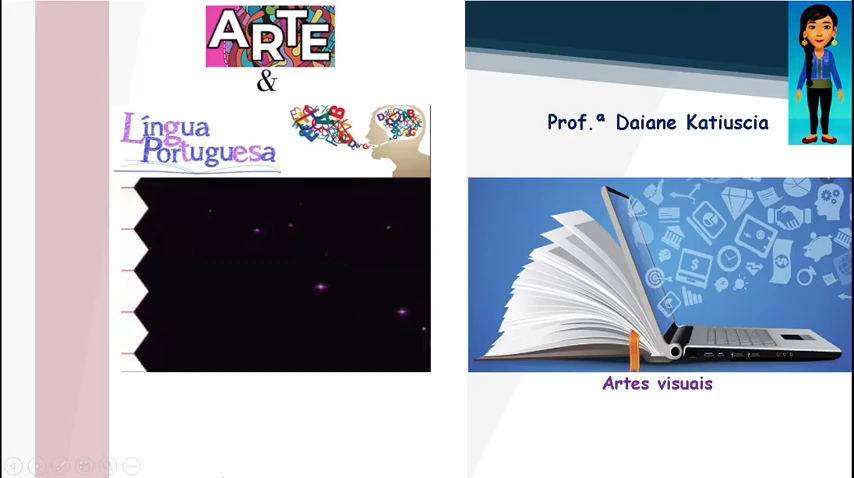 ARTE
&
Língua
Portuguesa
Prof.ª Daiane Katiuscia
Artes visuais